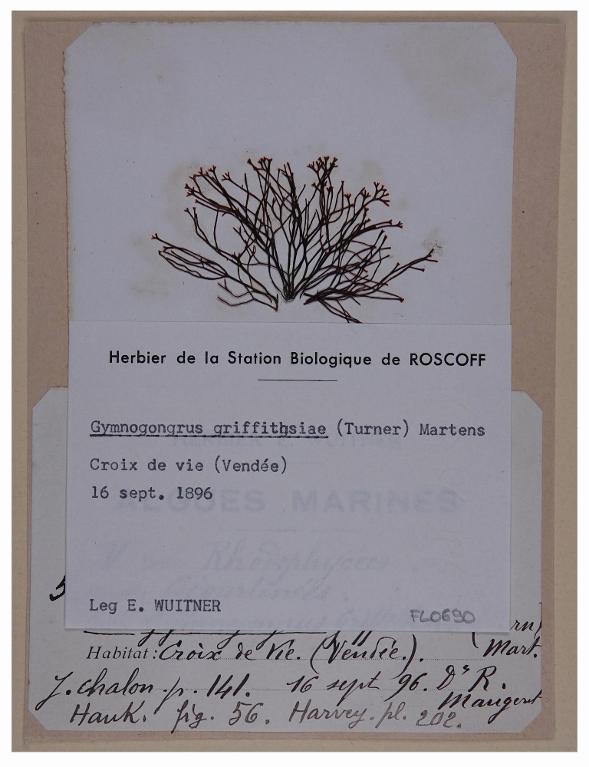 Herbier de la Station Biologique de ROSCOFF
Gymnogongrus griffithsiae (Turner) Martens
Croix de vie (Vendée)
16 sept. 1896
ALGUES MARINES
Rhodophycées
Leg E. WUITNER
FL0690
Mart.
Habitat: Croix de Vie. (Vendée.).
J. Chalon. p. 141. 16 sept 96. Dr R.
Hauk. fig. 56. Harvey. pl. 202.